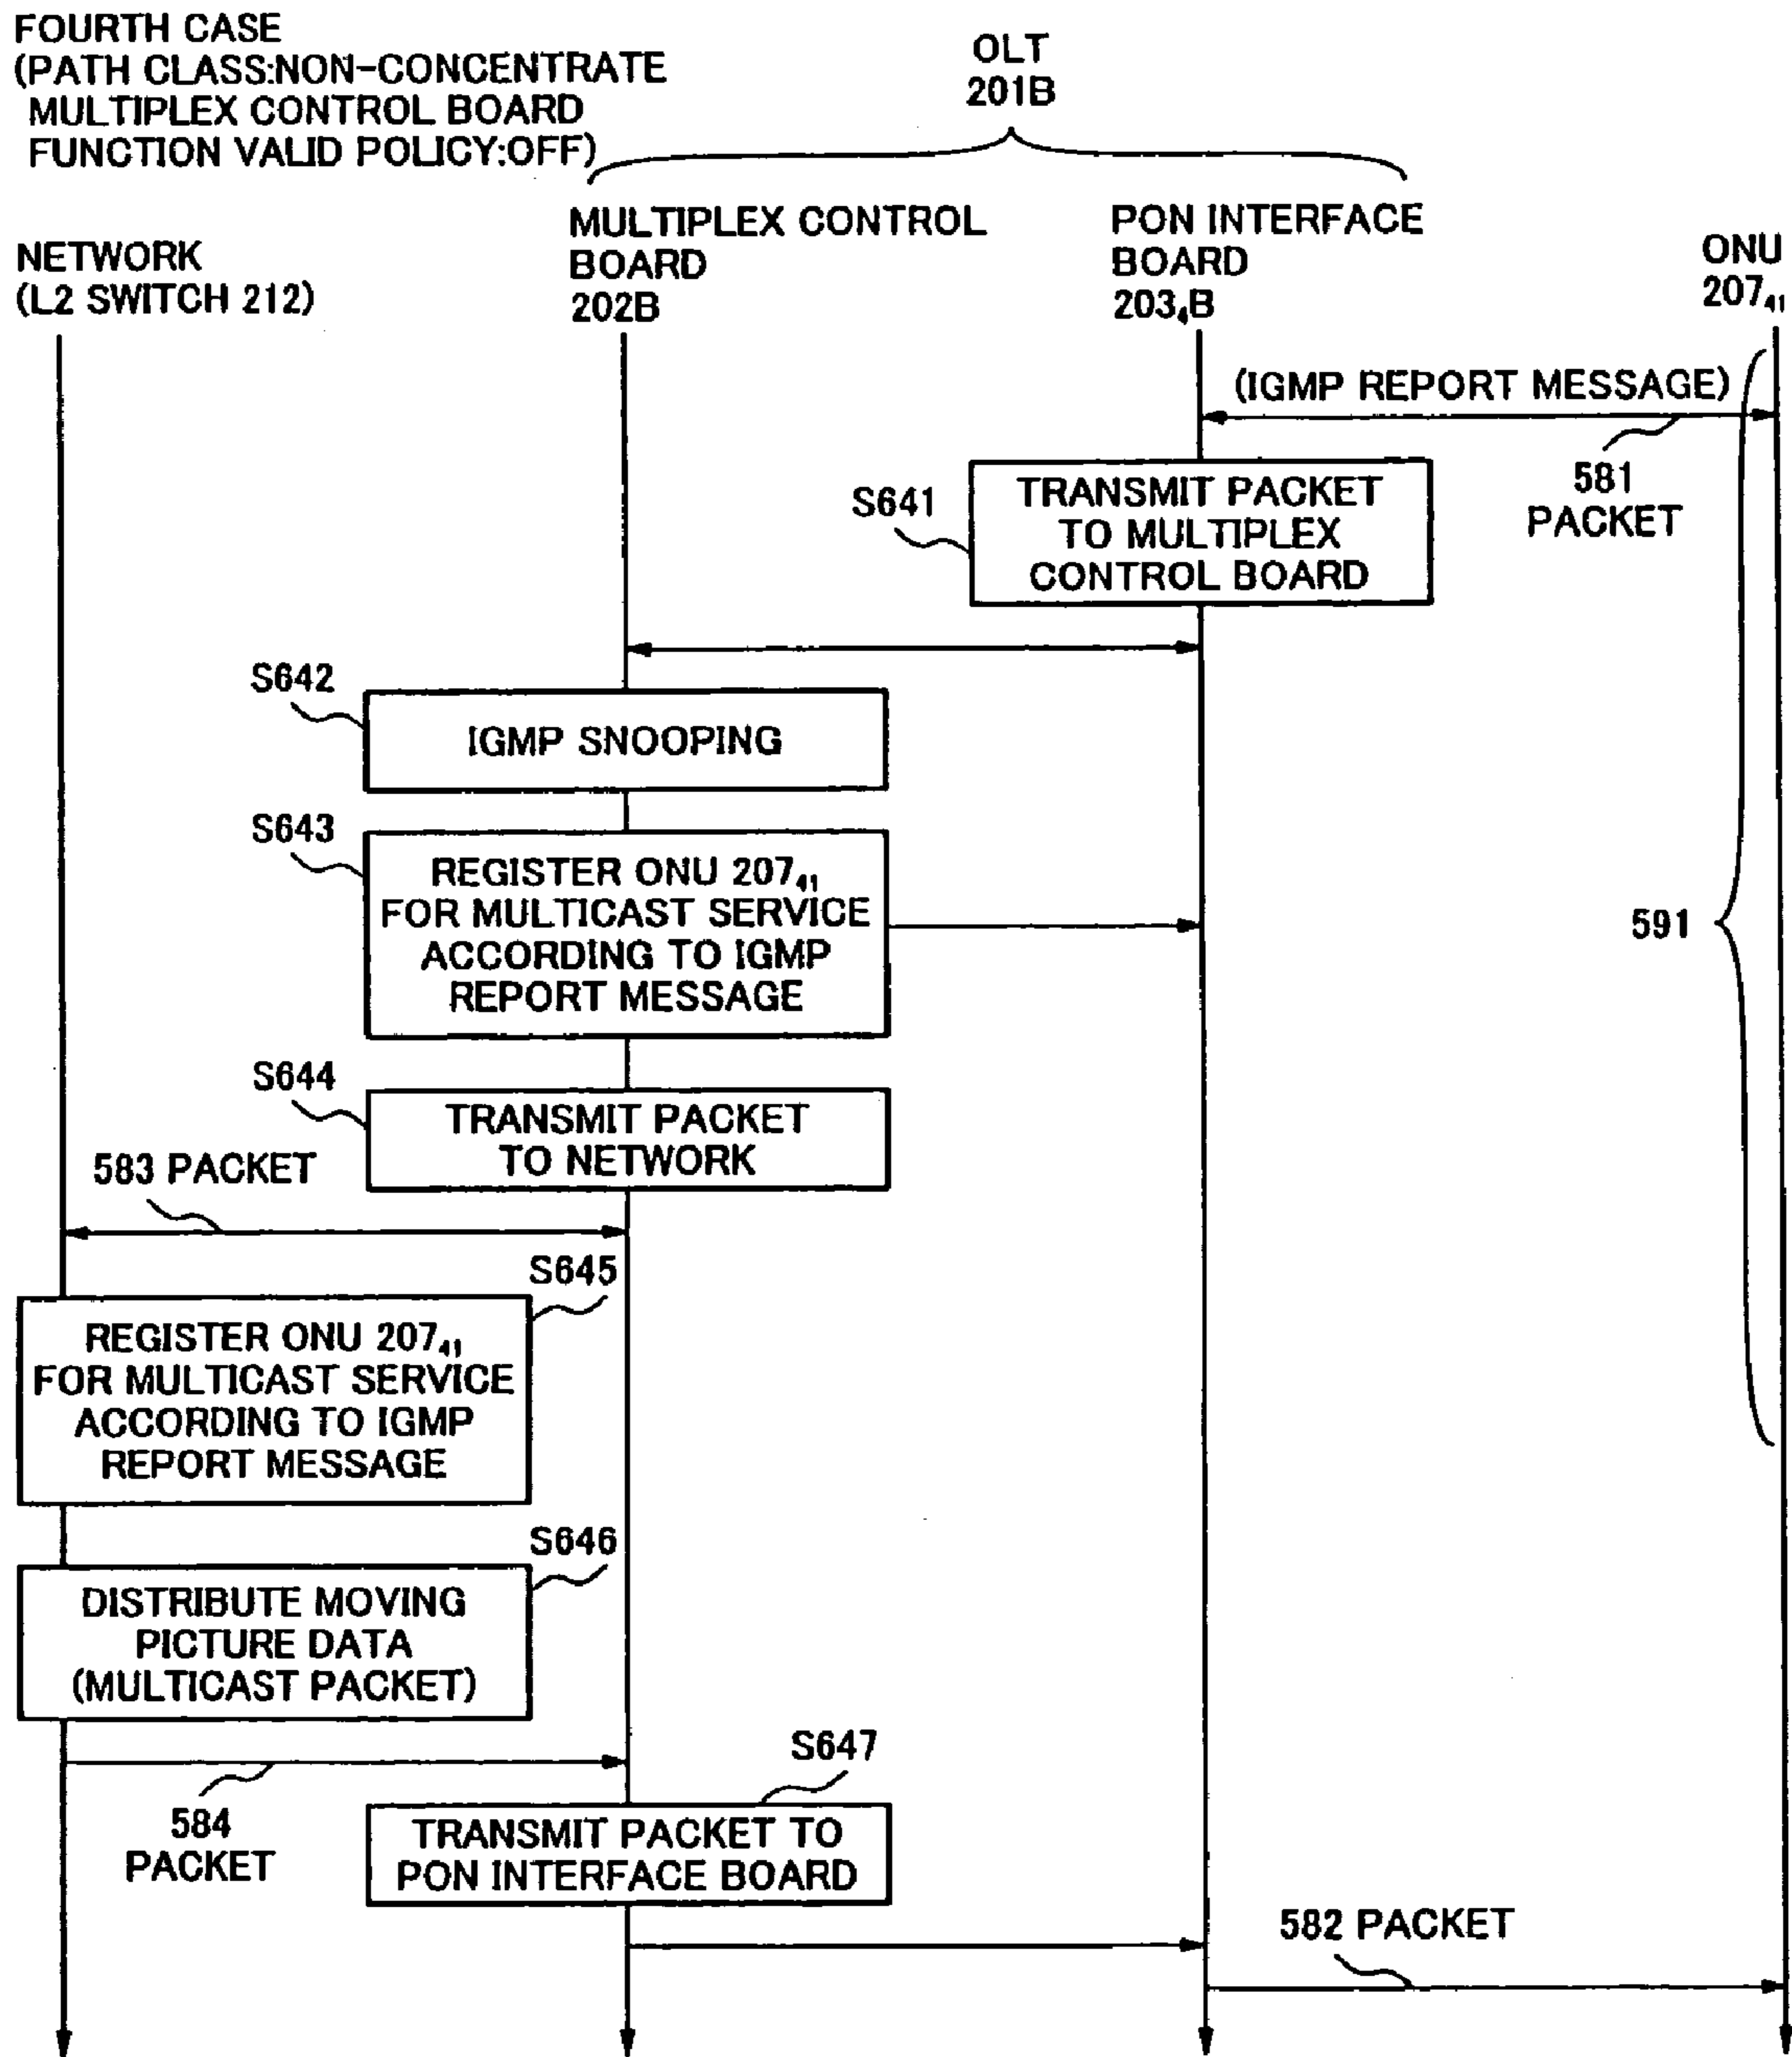 FOURTH CASE
(PATH CLASS:NON-CONCENTRATE
MULTIPLEX CONTROL BOARD
FUNCTION VALID POLICY:OFF)
OLT
201B
NETWORK
(L2 SWITCH 212)
MULTIPLEX CONTROL
BOARD
202B
PON INTERFACE
BOARD
203₄B
ONU
207₄₁
(IGMP REPORT MESSAGE)
581
PACKET
S641
TRANSMIT PACKET
TO MULTIPLEX
CONTROL BOARD
S642
IGMP SNOOPING
S643
REGISTER ONU 207₄₁
FOR MULTICAST SERVICE
ACCORDING TO IGMP
REPORT MESSAGE
591
S644
TRANSMIT PACKET
TO NETWORK
583 PACKET
S645
REGISTER ONU 207₄₁
FOR MULTICAST SERVICE
ACCORDING TO IGMP
REPORT MESSAGE
S646
DISTRIBUTE MOVING
PICTURE DATA
(MULTICAST PACKET)
584
PACKET
S647
TRANSMIT PACKET TO
PON INTERFACE BOARD
582 PACKET